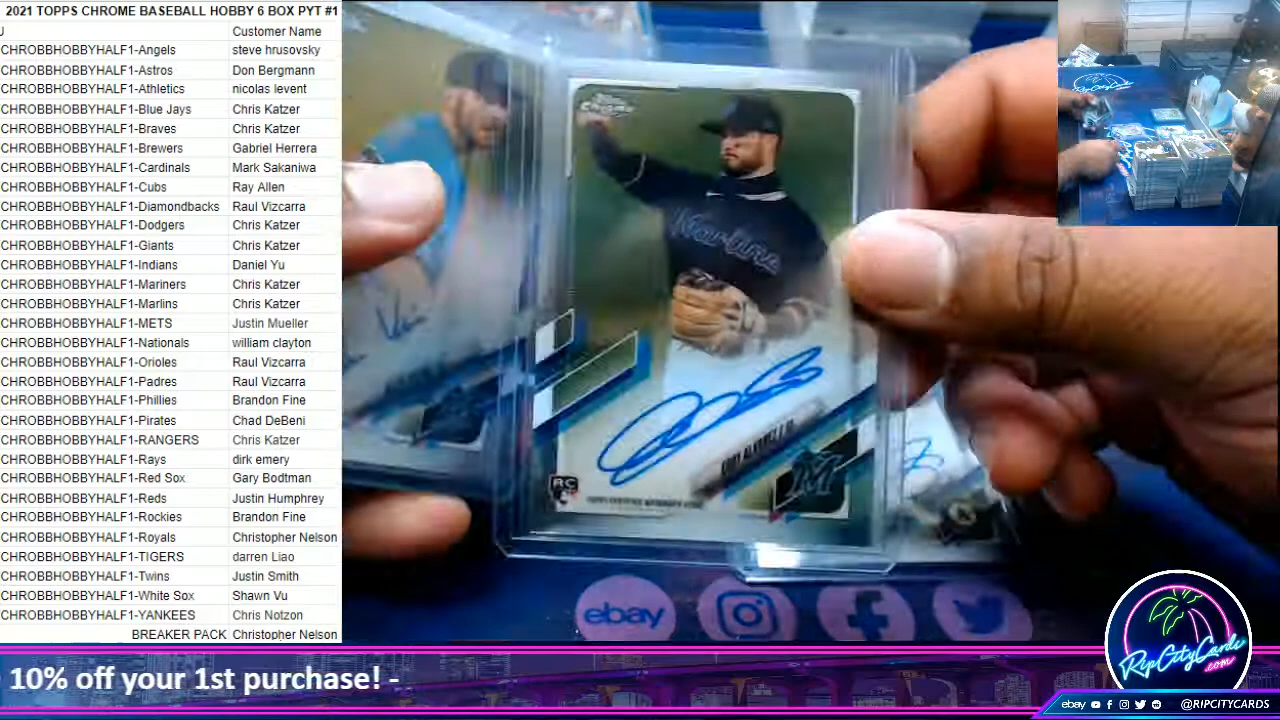 2021 TOPPS CHROME BASEBALL HOBBY 6 BOX PYT #1
Customer Name
CHROBBHOBBYHALF1-Angels steve hrusovsky
CHROBBHOBBYHALF1-Astros Don Bergmann
CHROBBHOBBYHALF1-Athletics nicolas levent
CHROBBHOBBYHALF1-Blue Jays Chris Katzer
CHROBBHOBBYHALF1-Braves Chris Katzer
CHROBBHOBBYHALF1-Brewers Gabriel Herrera
CHROBBHOBBYHALF1-Cardinals Mark Sakaniwa
CHROBBHOBBYHALF1-Cubs Ray Allen
CHROBBHOBBYHALF1-Diamondbacks Raul Vizcarra
CHROBBHOBBYHALF1-Dodgers Chris Katzer
CHROBBHOBBYHALF1-Giants Chris Katzer
CHROBBHOBBYHALF1-Indians Daniel Yu
CHROBBHOBBYHALF1-Mariners Chris Katzer
CHROBBHOBBYHALF1-Marlins Chris Katzer
CHROBBHOBBYHALF1-METS Justin Mueller
CHROBBHOBBYHALF1-Nationals william clayton
CHROBBHOBBYHALF1-Orioles Raul Vizcarra
CHROBBHOBBYHALF1-Padres Raul Vizcarra
CHROBBHOBBYHALF1-Phillies Brandon Fine
CHROBBHOBBYHALF1-Pirates Chad DeBeni
CHROBBHOBBYHALF1-RANGERS Chris Katzer
CHROBBHOBBYHALF1-Rays dirk emery
CHROBBHOBBYHALF1-Red Sox Gary Bodtman
CHROBBHOBBYHALF1-Reds Justin Humphrey
CHROBBHOBBYHALF1-Rockies Brandon Fine
CHROBBHOBBYHALF1-Royals Christopher Nelson
CHROBBHOBBYHALF1-TIGERS darren Liao
CHROBBHOBBYHALF1-Twins Justin Smith
CHROBBHOBBYHALF1-White Sox Shawn Vu
CHROBBHOBBYHALF1-YANKEES Chris Notzon
BREAKER PACK Christopher Nelson
Topps Chrome
Marlins
RC
M
ebay
RipCityCards
.com
10% off your 1st purchase! -
ebay @RIPCITYCARDS